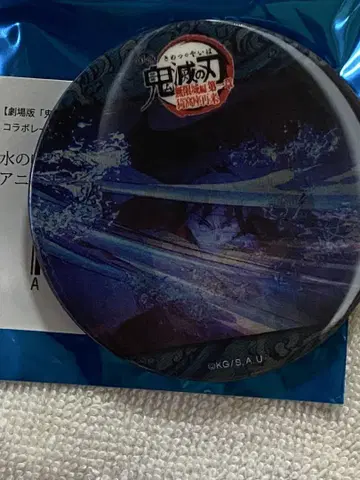 きめつのやいば
鬼滅の刃
無限城編 第一章
猗窩座再来
©KG/B,A,U
【劇場版「鬼
コラボレー
水の
アニ
A